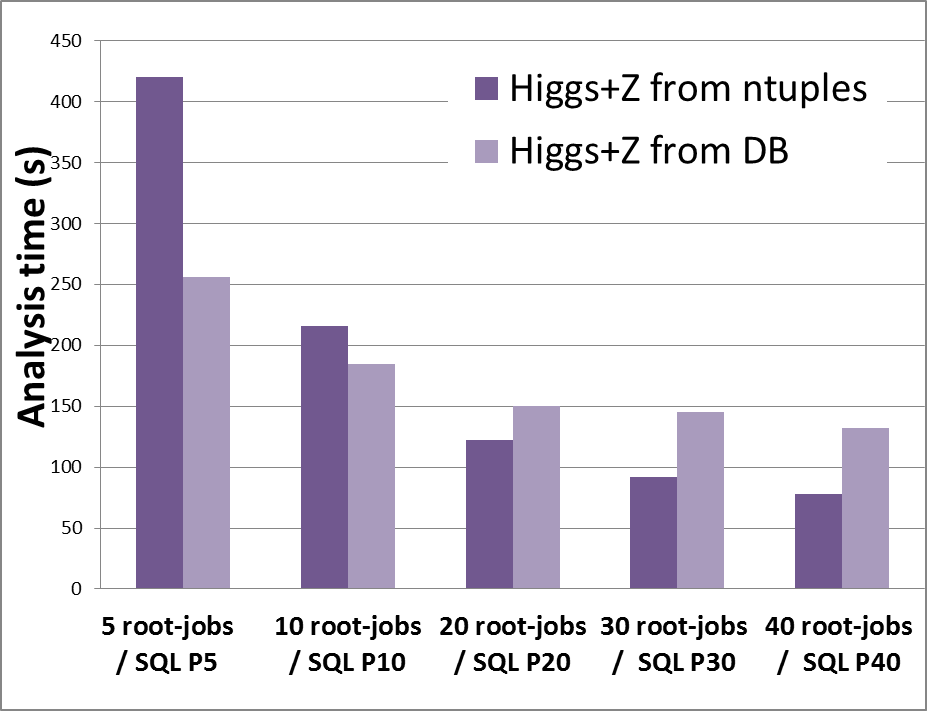 450
400
350
300
250
200
150
100
50
0
Analysis time (s)
Higgs+Z from ntuples
Higgs+Z from DB
5 root-jobs / SQL P5
10 root-jobs / SQL P10
20 root-jobs / SQL P20
30 root-jobs / SQL P30
40 root-jobs / SQL P40